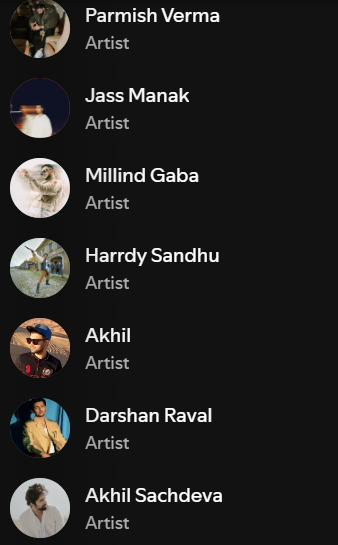 Parmish Verma
Artist
Jass Manak
Artist
Millind Gaba
Artist
Harrdy Sandhu
Artist
Akhil
Artist
Darshan Raval
Artist
Akhil Sachdeva
Artist